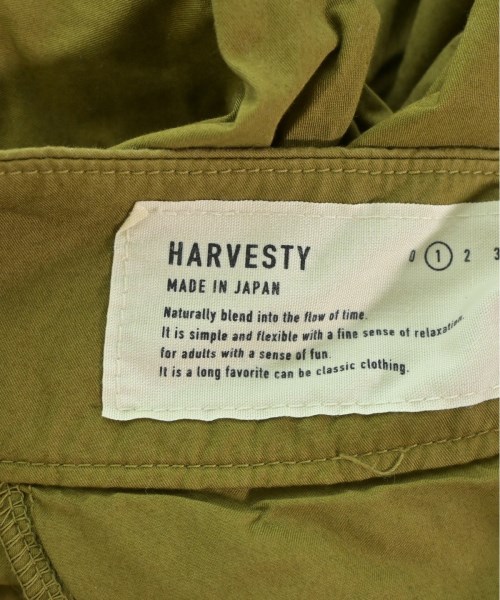 HARVESTY
0 1 2 3
MADE IN JAPAN
Naturally blend into the flow of time.
It is simple and flexible with a fine sense of relaxation,
for adults with a sense of fun.
It is a long favorite can be classic clothing.